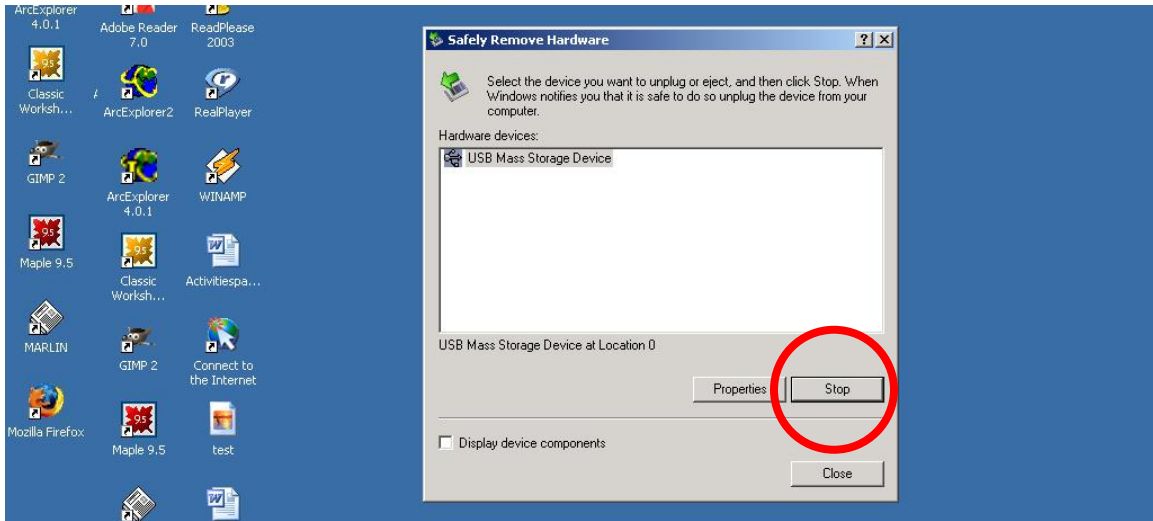 ArcExplorer
4.0.1
Adobe Reader
7.0
ReadPlease
2003
Classic
Worksh...
ArcExplorer2
RealPlayer
GIMP 2
ArcExplorer
4.0.1
WINAMP
Maple 9.5
Classic
Worksh...
Activitiespa...
MARLIN
GIMP 2
Connect to
the Internet
Mozilla Firefox
Maple 9.5
test
Safely Remove Hardware
Select the device you want to unplug or eject, and then click Stop. When
Windows notifies you that it is safe to do so unplug the device from your
computer.
Hardware devices:
USB Mass Storage Device
USB Mass Storage Device at Location 0
Properties
Stop
Display device components
Close